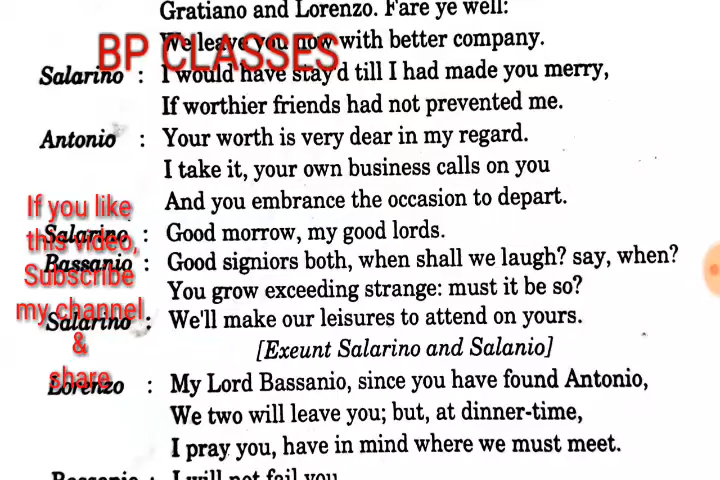 Gratiano and Lorenzo. Fare ye well:
We leave you now with better company.
BP CLASSES
Salarino : I would have stay'd till I had made you merry,
If worthier friends had not prevented me.
Antonio : Your worth is very dear in my regard.
I take it, your own business calls on you
And you embrance the occasion to depart.
Salarino : Good morrow, my good lords.
Bassanio : Good signiors both, when shall we laugh? say, when?
You grow exceeding strange: must it be so?
Salarino : We'll make our leisures to attend on yours.
[Exeunt Salarino and Salanio]
Lorenzo : My Lord Bassanio, since you have found Antonio,
We two will leave you; but, at dinner-time,
I pray you, have in mind where we must meet.
Bassanio : I will not fail you.
If you like
this video,
Subscribe
my channel
&
share